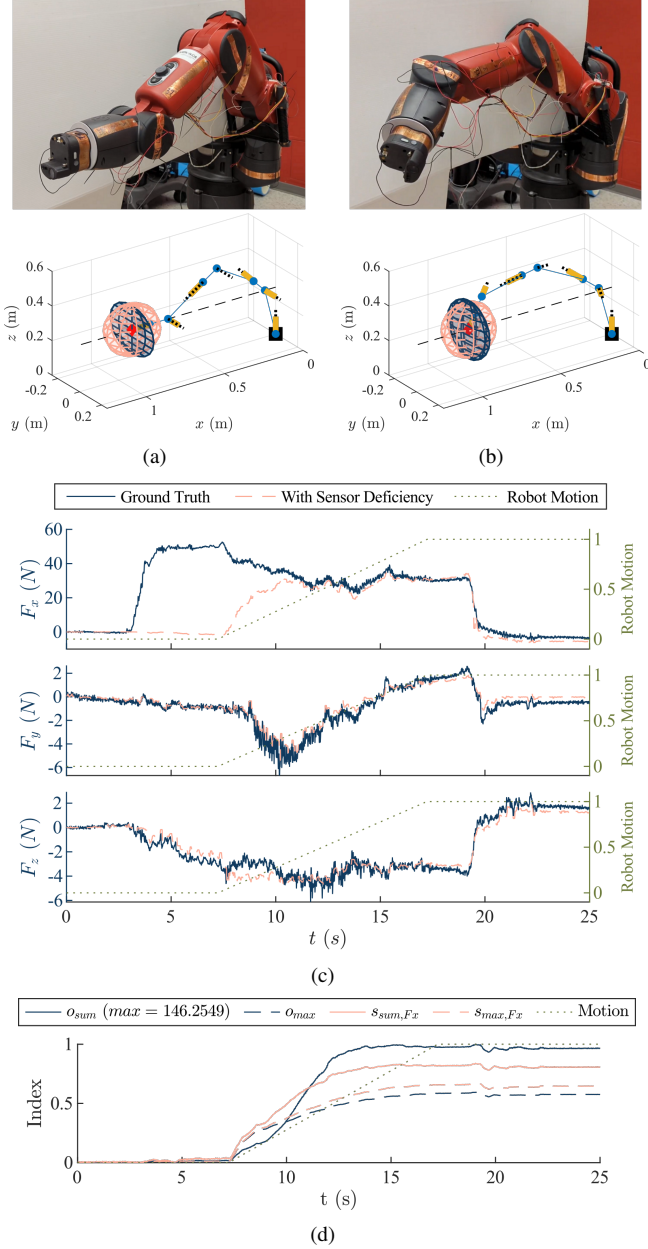 0.6
0.4
0.2
0
z (m)
-0.2
0
0.2
y (m)
1
0.5
0
x (m)
0.6
0.4
0.2
0
z (m)
-0.2
0
0.2
y (m)
1
0.5
0
x (m)
(a)
(b)
Ground Truth With Sensor Deficiency Robot Motion
60
40
20
0
F_x (N)
1
0.5
0
Robot Motion
2
0
-2
-4
-6
F_y (N)
1
0.5
0
Robot Motion
2
0
-2
-4
-6
F_z (N)
1
0.5
0
Robot Motion
0 5 10 15 20 25
t (s)
(c)
o_sum (max = 146.2549) o_max s_sum,Fx s_max,Fx Motion
1
0.5
0
Index
0 5 10 15 20 25
t (s)
(d)